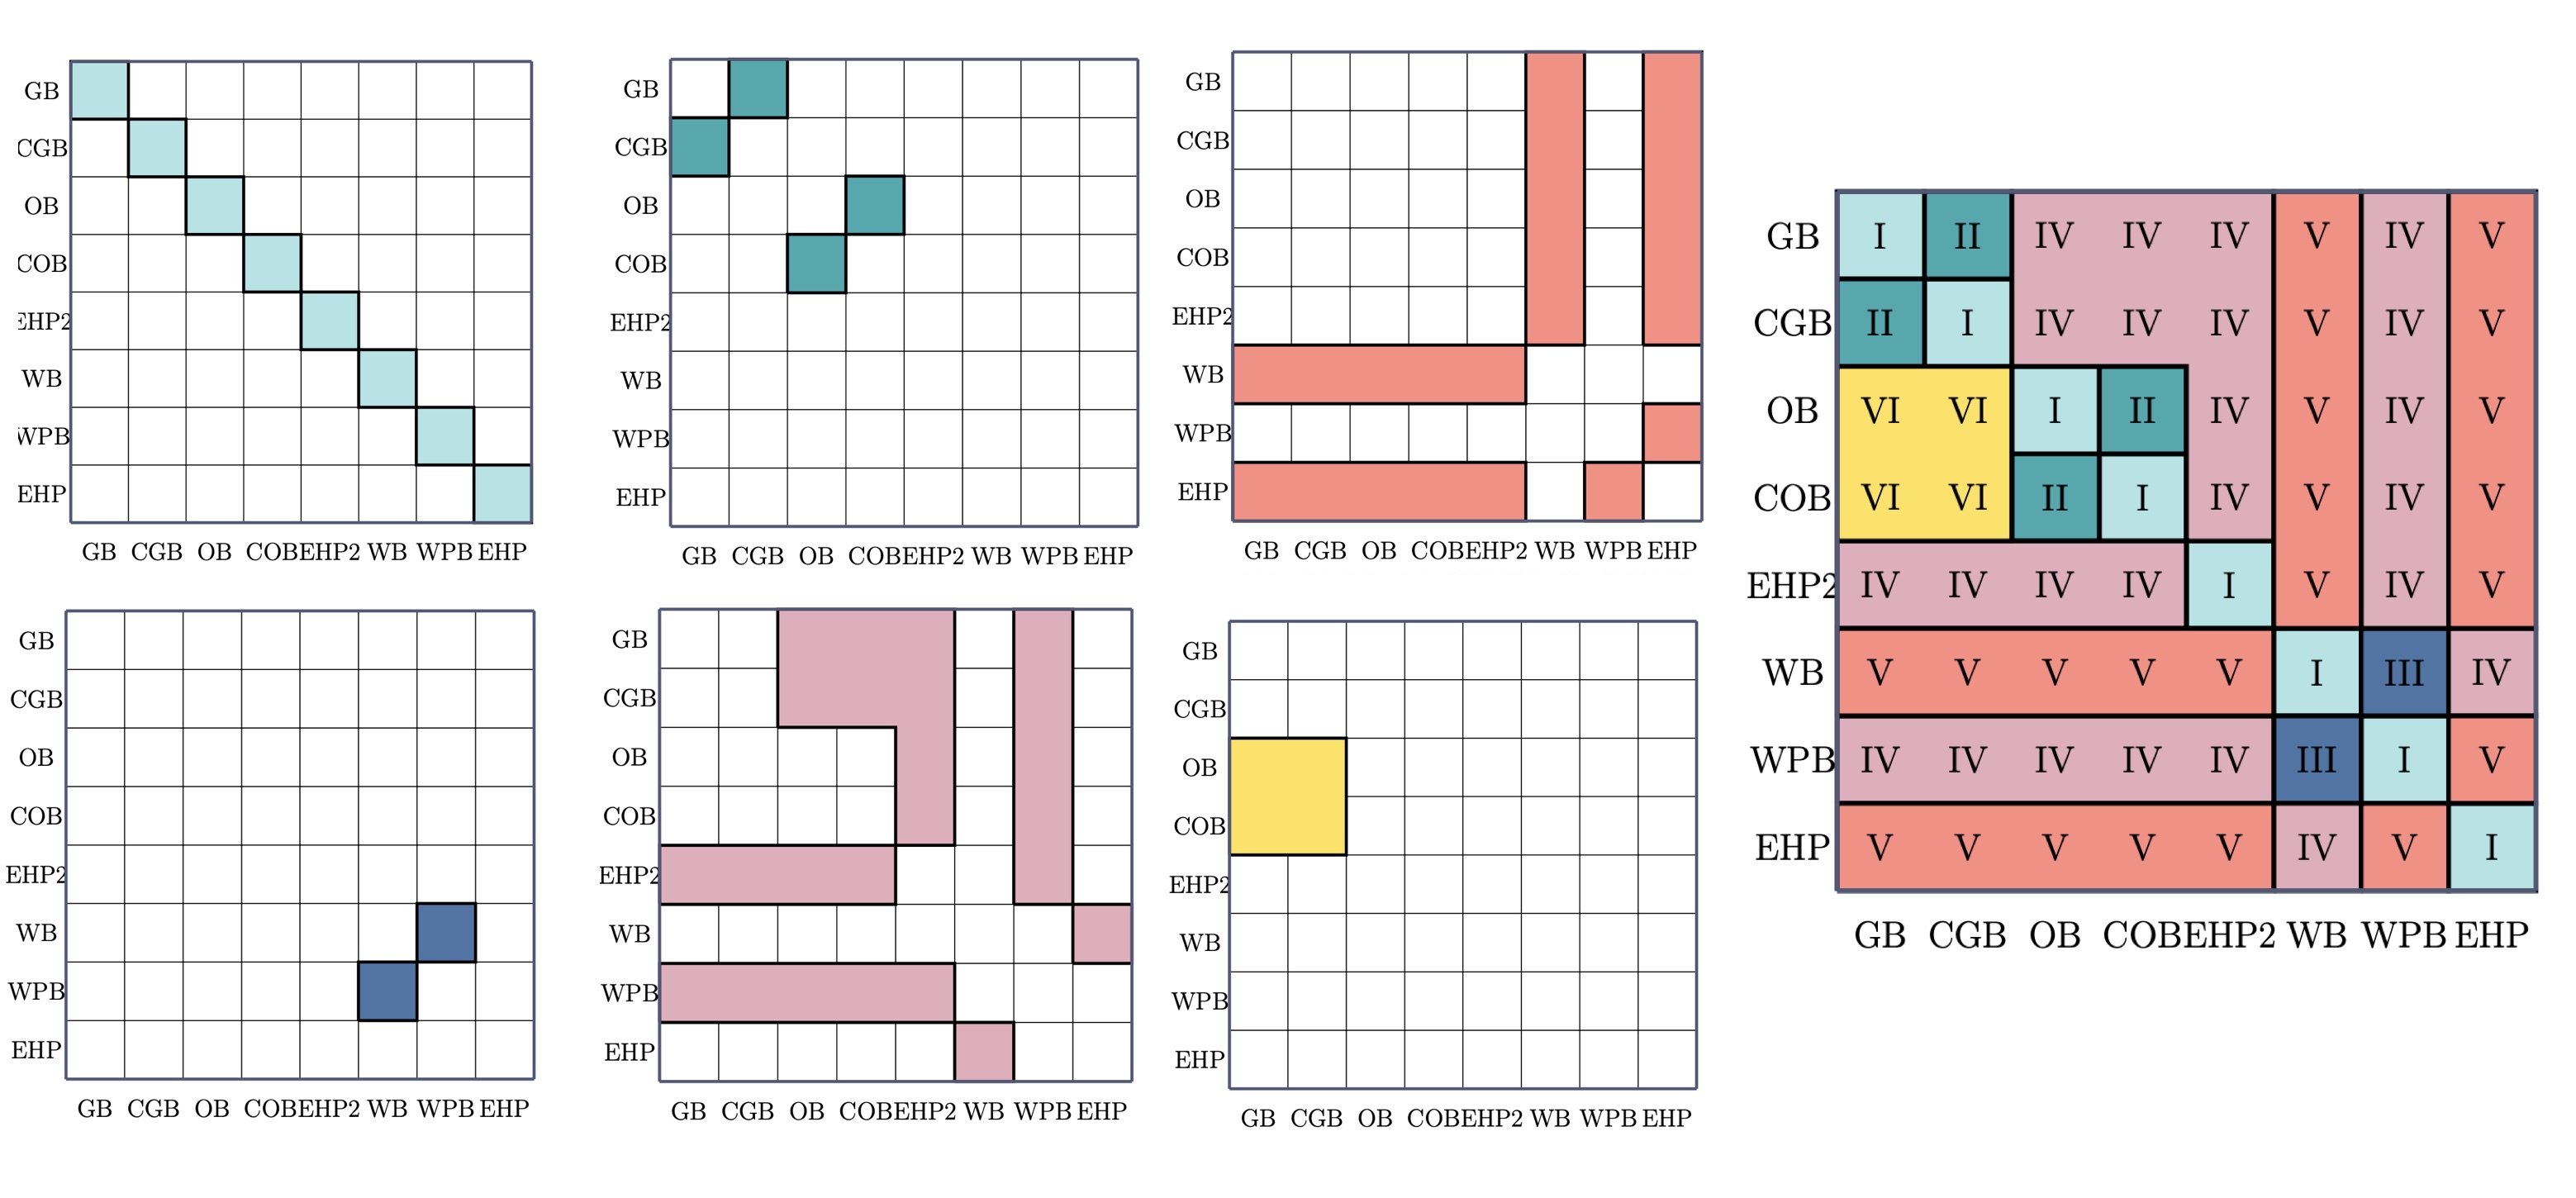 GB
CGB
OB
COB
EHP2
WB
WPB
EHP
GB CGB OB COB EHP2 WB WPB EHP
GB
CGB
OB
COB
EHP2
WB
WPB
EHP
GB CGB OB COB EHP2 WB WPB EHP
GB
CGB
OB
COB
EHP2
WB
WPB
EHP
GB CGB OB COB EHP2 WB WPB EHP
GB
CGB
OB
COB
EHP2
WB
WPB
EHP
GB CGB OB COB EHP2 WB WPB EHP
GB
CGB
OB
COB
EHP2
WB
WPB
EHP
GB CGB OB COB EHP2 WB WPB EHP
GB
CGB
OB
COB
EHP2
WB
WPB
EHP
GB CGB OB COB EHP2 WB WPB EHP
GB I II IV IV IV V IV V
CGB II I IV IV IV V IV V
OB VI VI I II IV V IV V
COB VI VI II I IV V IV V
EHP2 IV IV IV IV I V IV V
WB V V V V V I III IV
WPB IV IV IV IV IV III I V
EHP V V V V V IV V I
GB CGB OB COB EHP2 WB WPB EHP